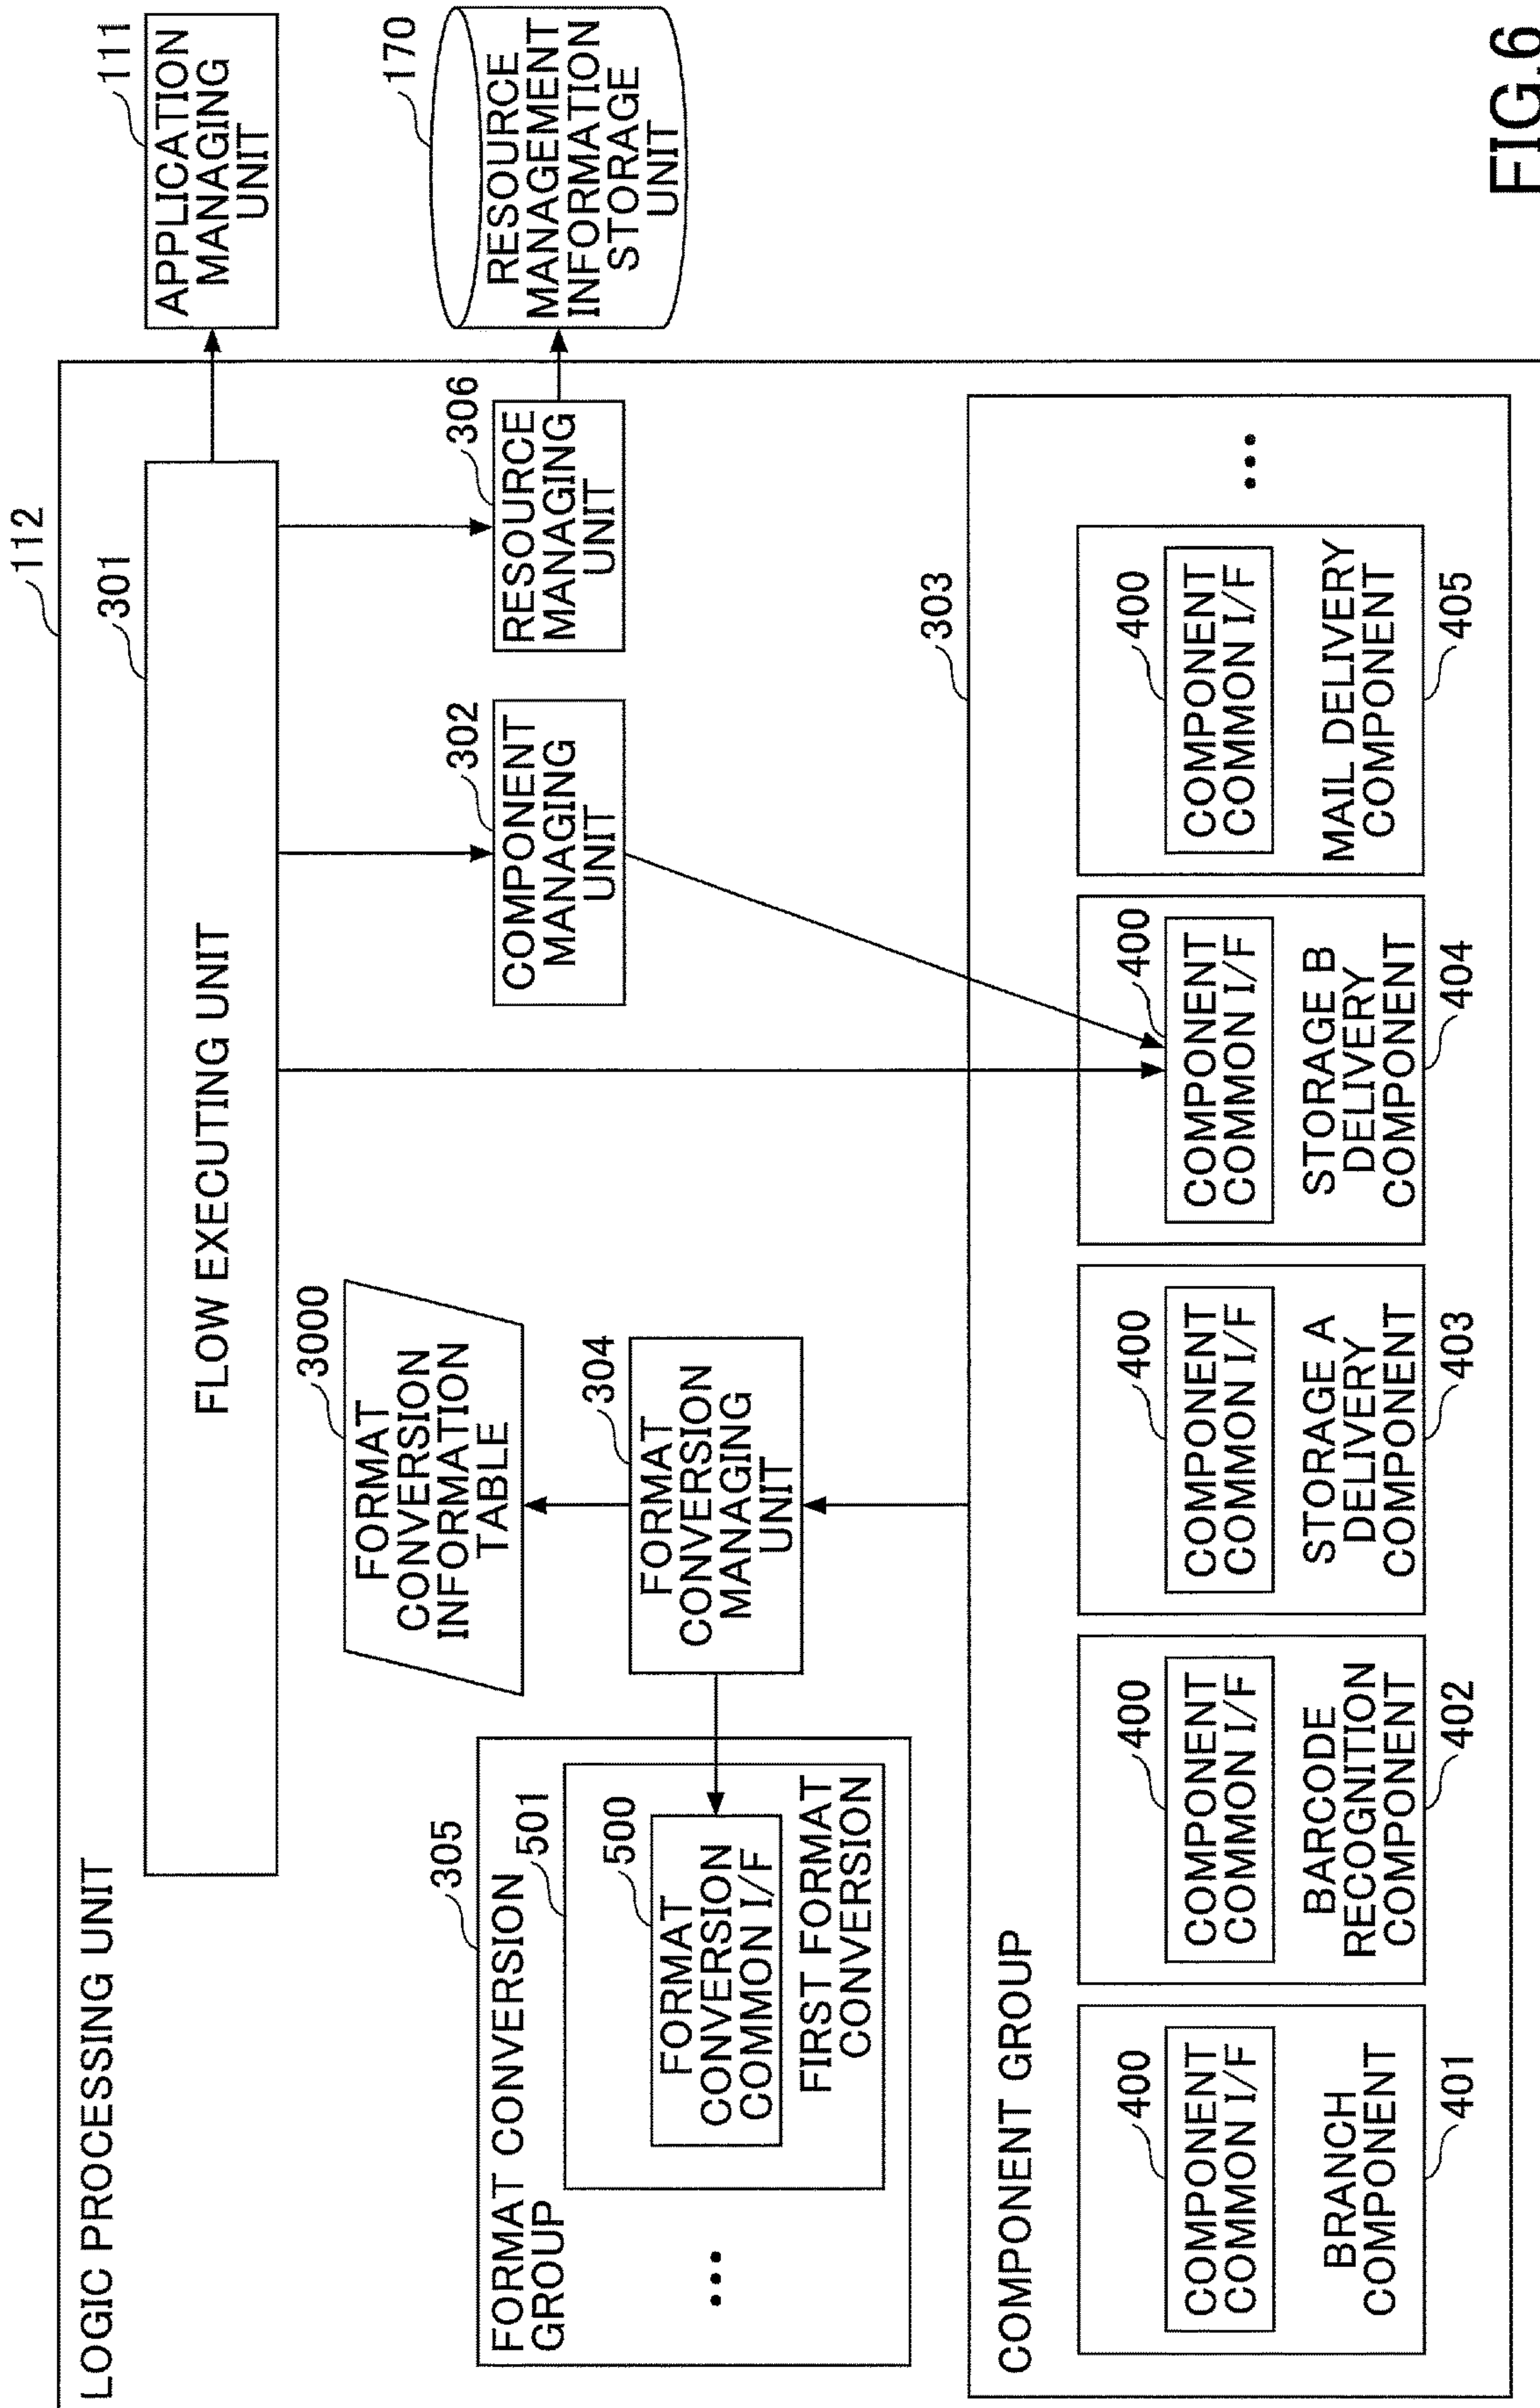 LOGIC PROCESSING UNIT
112
301
FLOW EXECUTING UNIT
111
APPLICATION
MANAGING
UNIT
170
RESOURCE
MANAGEMENT
INFORMATION
STORAGE
UNIT
305
FORMAT CONVERSION
GROUP
501
500
FORMAT
CONVERSION
COMMON I/F
FIRST FORMAT
CONVERSION
...
3000
FORMAT
CONVERSION
INFORMATION
TABLE
304
FORMAT
CONVERSION
MANAGING
UNIT
302
COMPONENT
MANAGING
UNIT
306
RESOURCE
MANAGING
UNIT
303
COMPONENT GROUP
400
COMPONENT
COMMON I/F
BRANCH
COMPONENT
401
400
COMPONENT
COMMON I/F
BARCODE
RECOGNITION
COMPONENT
402
400
COMPONENT
COMMON I/F
STORAGE A
DELIVERY
COMPONENT
403
400
COMPONENT
COMMON I/F
STORAGE B
DELIVERY
COMPONENT
404
400
COMPONENT
COMMON I/F
MAIL DELIVERY
COMPONENT
405
...
FIG.6